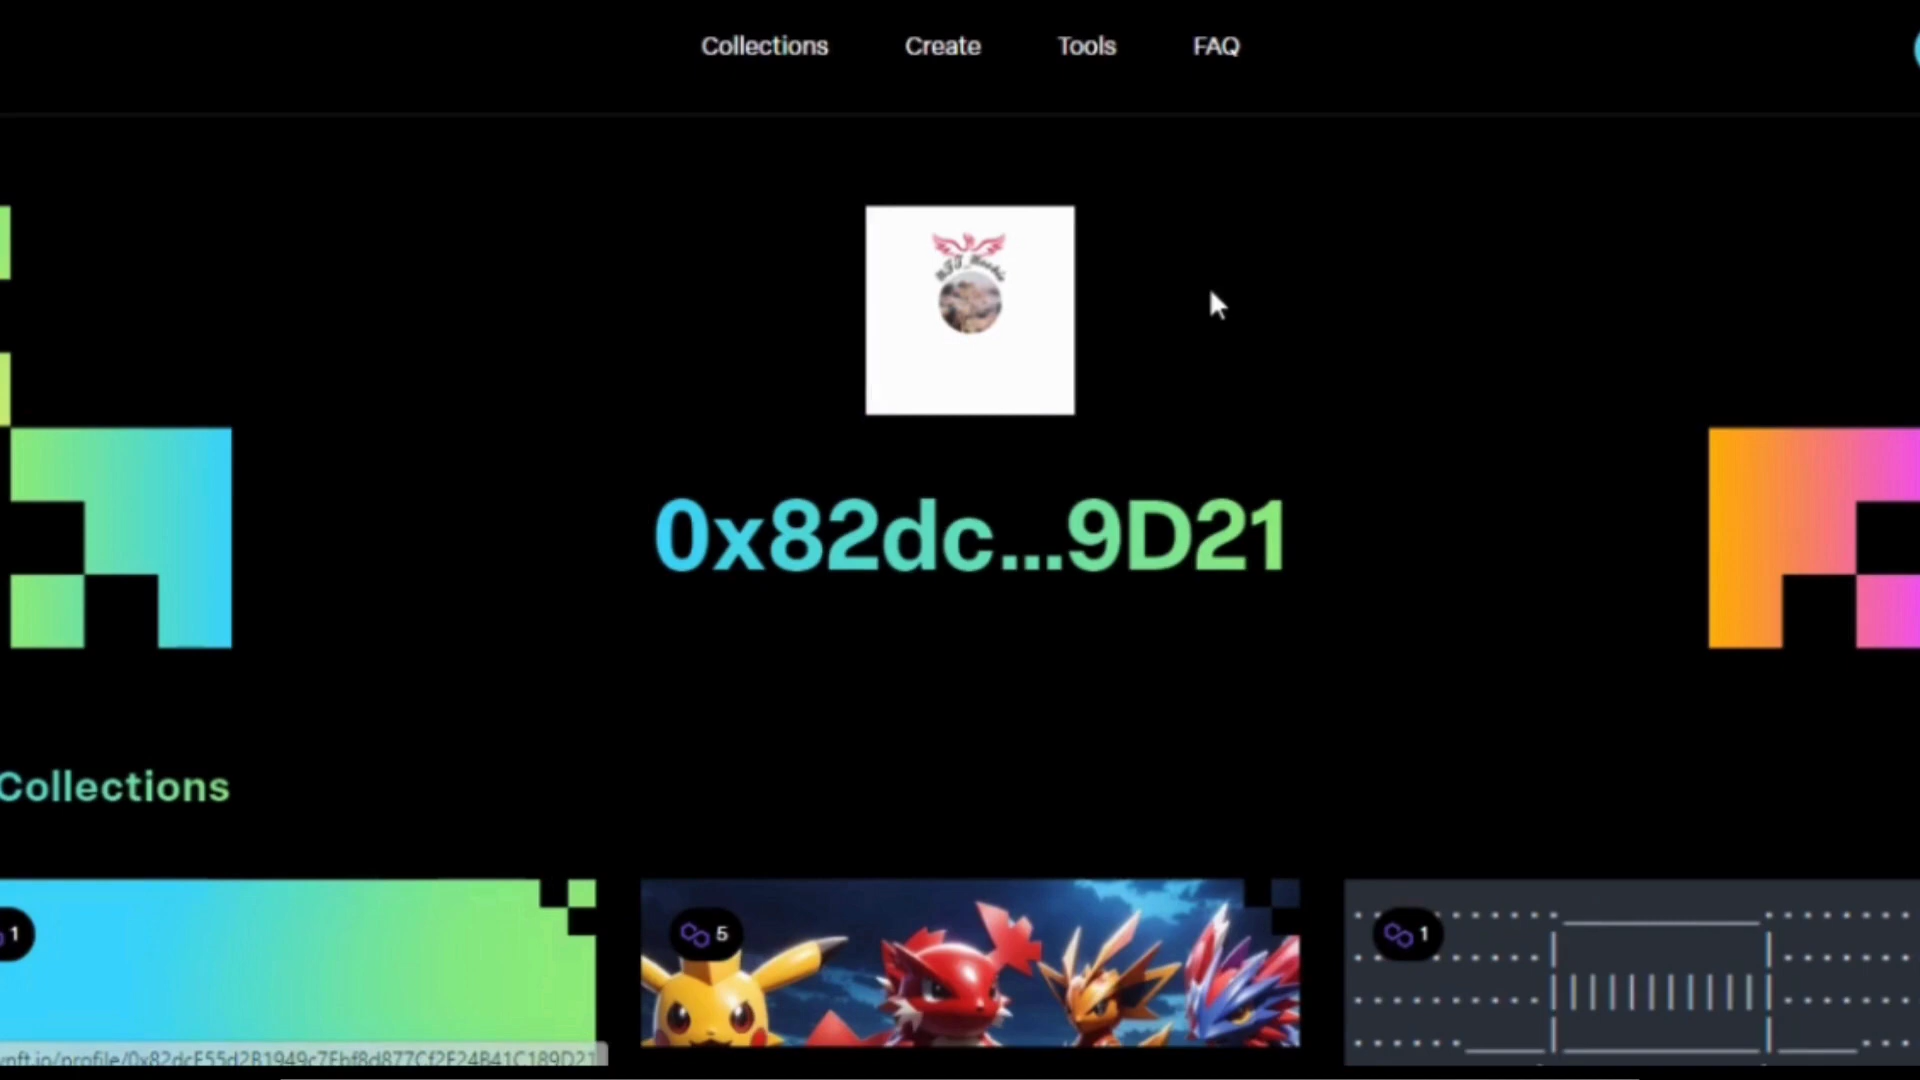 Collections Create Tools FAQ
0x82dc...9D21
Collections
1
5
1